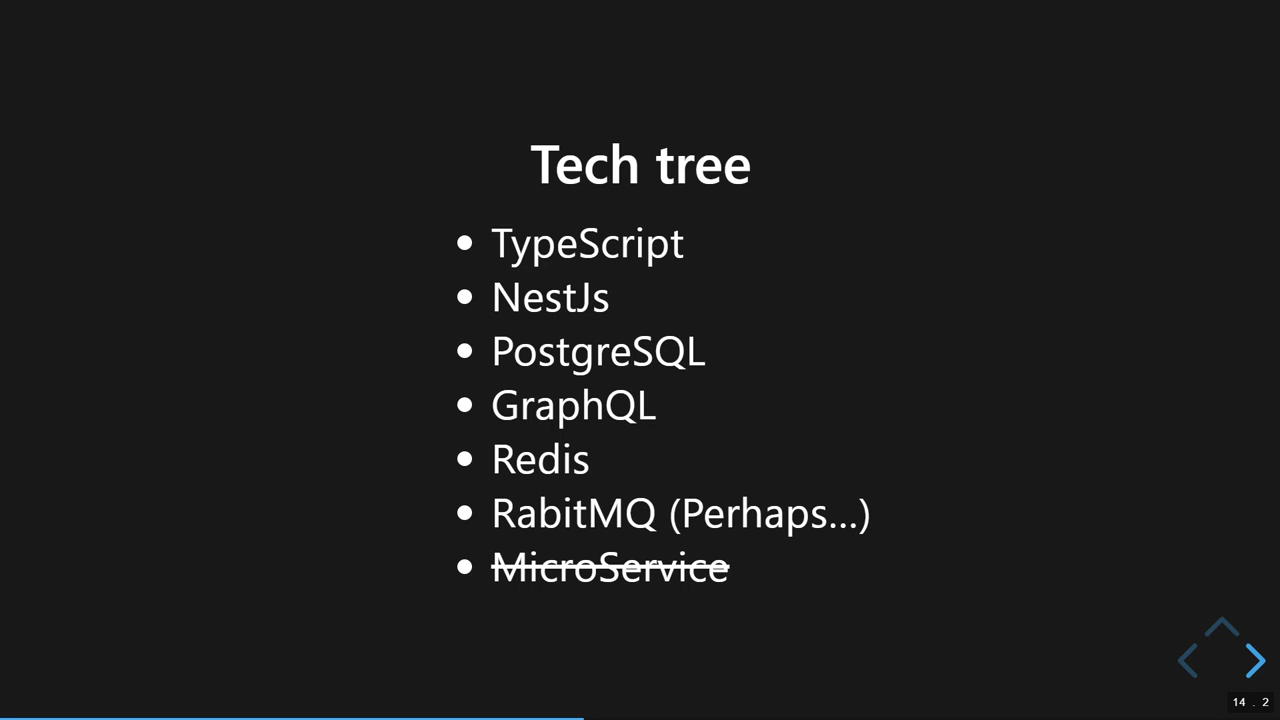 Tech tree
TypeScript
NestJs
PostgreSQL
GraphQL
Redis
RabitMQ (Perhaps...)
MicroService
14 . 2